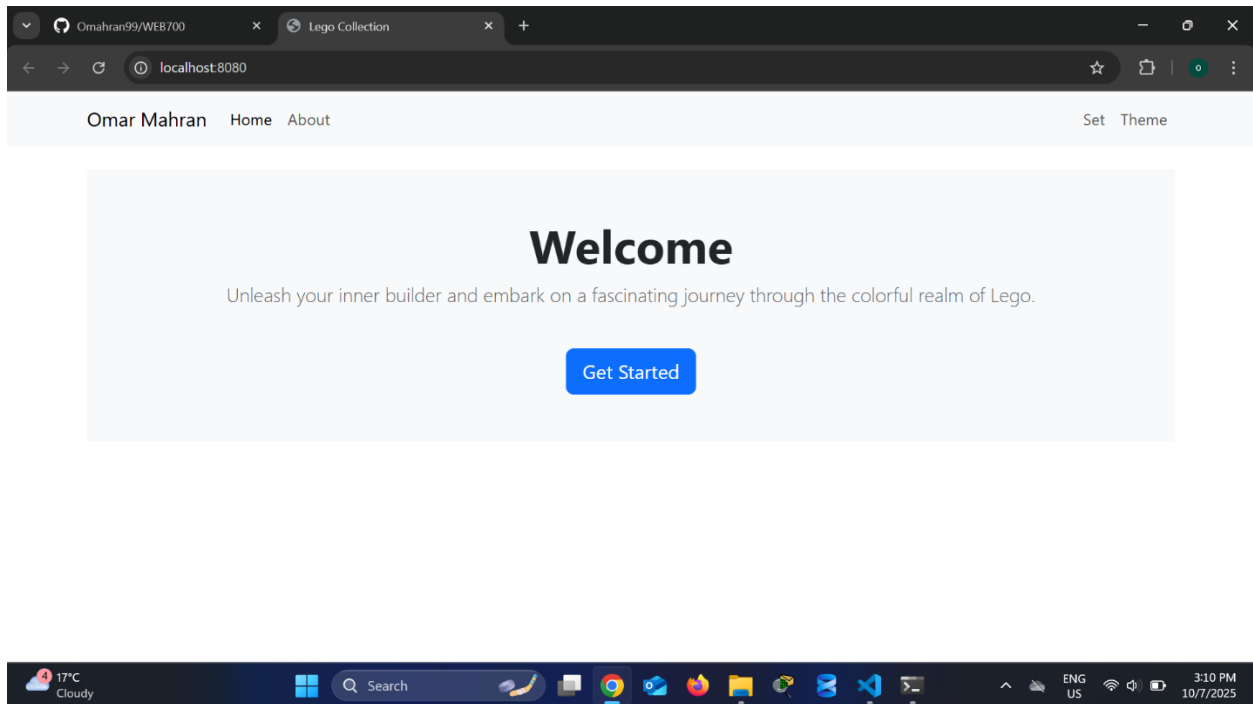 Omahran99/WEB700
Lego Collection
localhost:8080
o
Omar Mahran Home About Set Theme
Welcome
Unleash your inner builder and embark on a fascinating journey through the colorful realm of Lego.
Get Started
4
17°C
Cloudy
Search
ENG
US
3:10 PM
10/7/2025